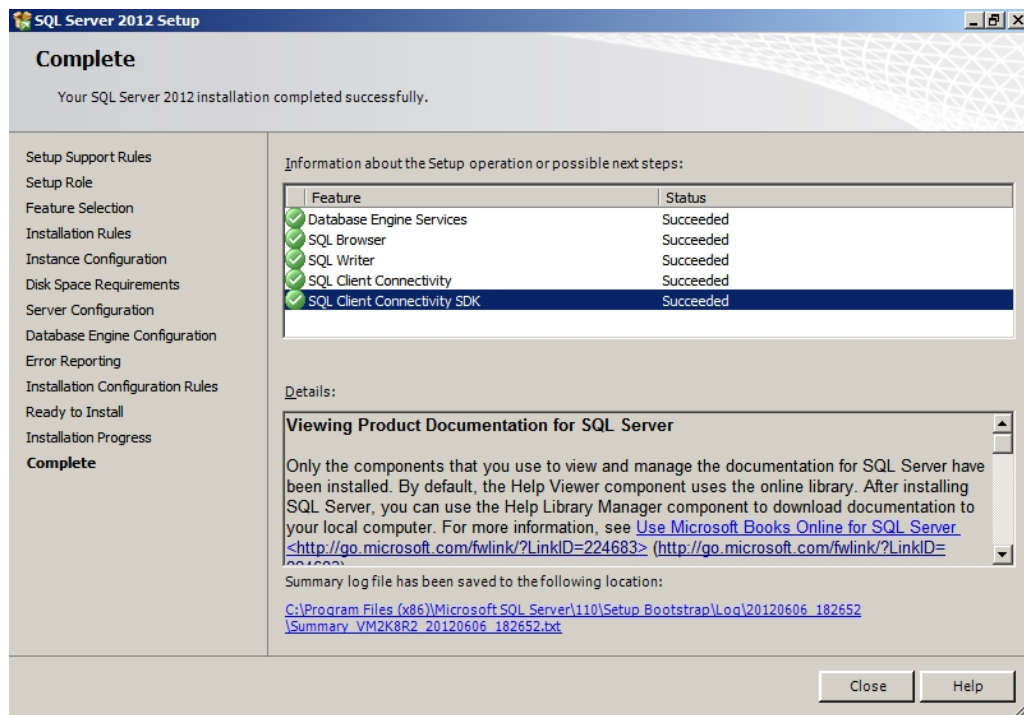 SQL Server 2012 Setup
Complete
Your SQL Server 2012 installation completed successfully.
Setup Support Rules
Setup Role
Feature Selection
Installation Rules
Instance Configuration
Disk Space Requirements
Server Configuration
Database Engine Configuration
Error Reporting
Installation Configuration Rules
Ready to Install
Installation Progress
Complete
Information about the Setup operation or possible next steps:
Feature Status
Database Engine Services Succeeded
SQL Browser Succeeded
SQL Writer Succeeded
SQL Client Connectivity Succeeded
SQL Client Connectivity SDK Succeeded
Details:
Viewing Product Documentation for SQL Server
Only the components that you use to view and manage the documentation for SQL Server have
been installed. By default, the Help Viewer component uses the online library. After installing
SQL Server, you can use the Help Library Manager component to download documentation to
your local computer. For more information, see Use Microsoft Books Online for SQL Server
<http://go.microsoft.com/fwlink/?LinkID=224683> (http://go.microsoft.com/fwlink/?LinkID=
Summary log file has been saved to the following location:
C:\Program Files (x86)\Microsoft SQL Server\110\Setup Bootstrap\Log\20120606_182652
\Summary_VM2K8R2_20120606_182652.txt
Close Help